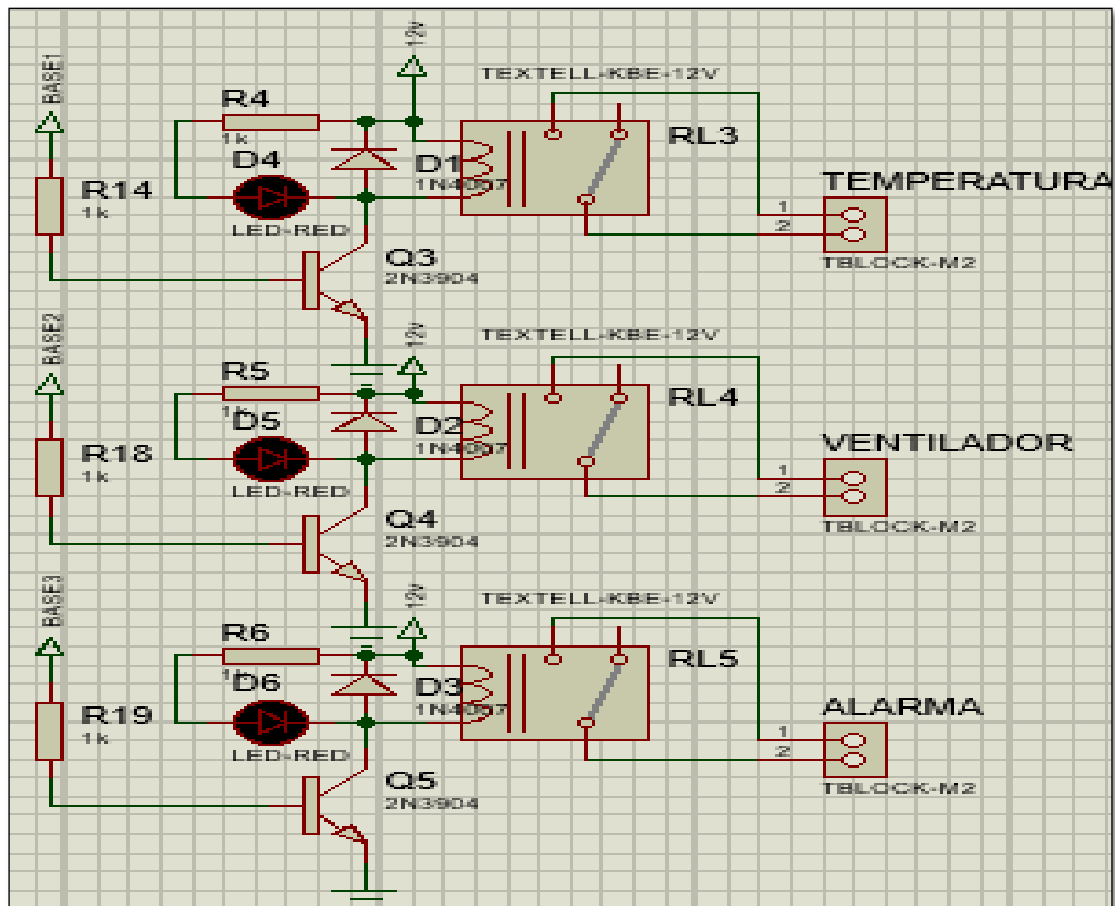 12v
TEXTELL-KBE-12V
BASE1
R4
1k
RL3
D4
D1
1N4007
R14
1k
TEMPERATURA
1
2
LED-RED
TBLOCK-M2
Q3
2N3904
12v
TEXTELL-KBE-12V
BASE2
R5
1k
RL4
D5
D2
1N4007
R18
1k
VENTILADOR
1
2
LED-RED
TBLOCK-M2
Q4
2N3904
12v
TEXTELL-KBE-12V
BASE3
R6
1k
RL5
D6
D3
1N4007
R19
1k
ALARMA
1
2
LED-RED
TBLOCK-M2
Q5
2N3904